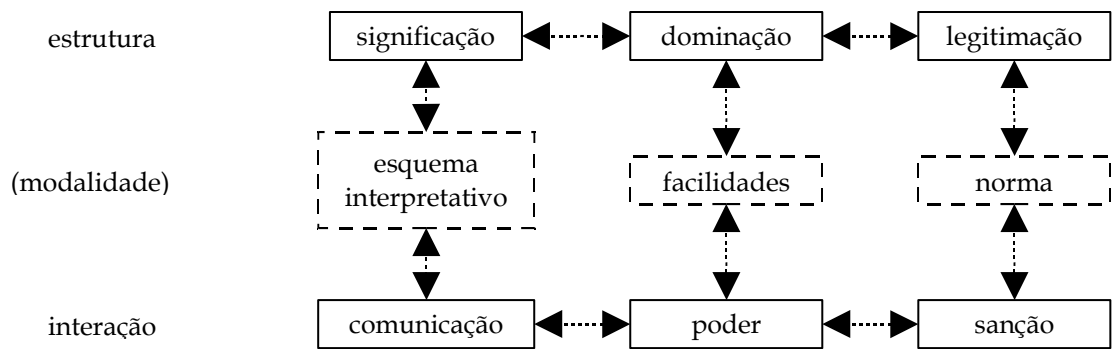 estrutura
significação
dominação
legitimação
(modalidade)
esquema
interpretativo
facilidades
norma
interação
comunicação
poder
sanção